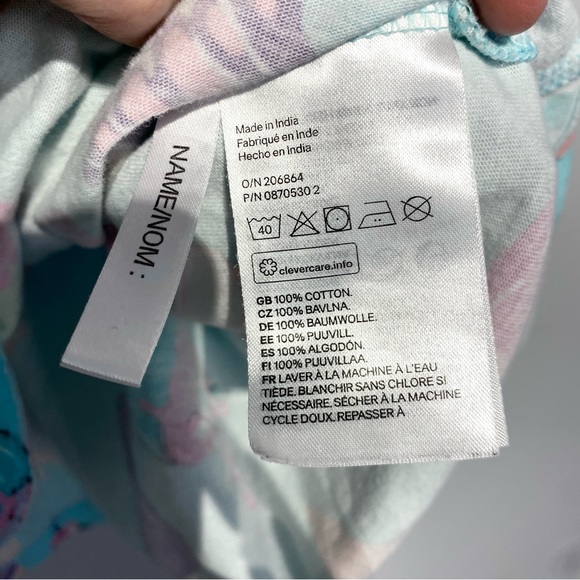 Made in India
Fabriqué en Inde
Hecho en India
O/N 206864
P/N 0870530 2
40
clevercare.info
GB 100% COTTON.
CZ 100% BAVLNA.
DE 100% BAUMWOLLE.
EE 100% PUUVILL.
ES 100% ALGODÓN.
FI 100% PUUVILLAA.
FR LAVER À LA MACHINE À L'EAU
TIÈDE. BLANCHIR SANS CHLORE SI
NÉCESSAIRE. SÉCHER À LA MACHINE
CYCLE DOUX. REPASSER À
NAME/NOM :